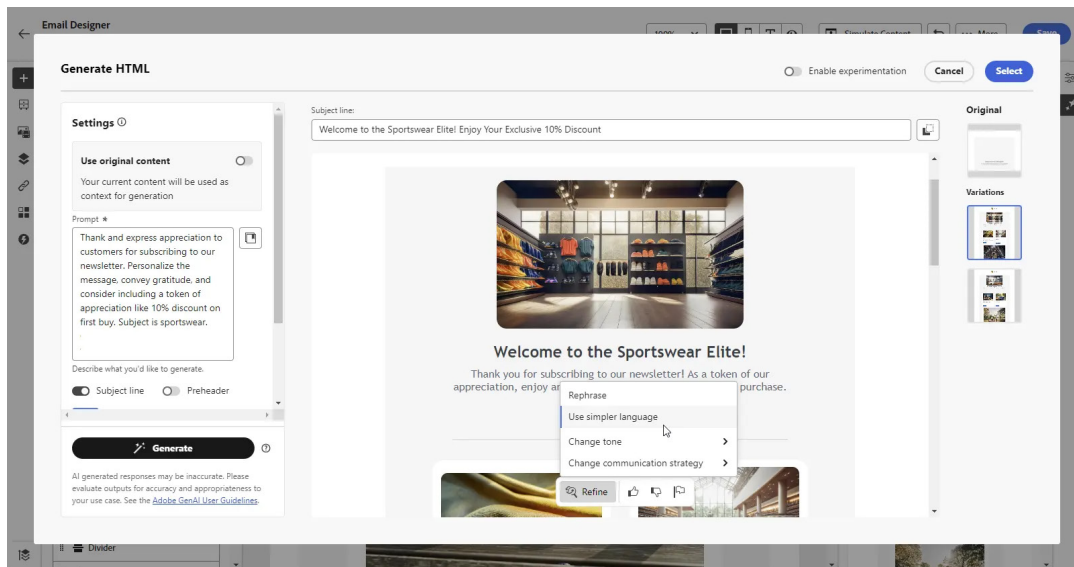 Email Designer
100%
Simulate Content
More
Save
Generate HTML
Enable experimentation
Cancel
Select
Settings
Use original content
Your current content will be used as
context for generation
Prompt *
Thank and express appreciation to
customers for subscribing to our
newsletter. Personalize the
message, convey gratitude, and
consider including a token of
appreciation like 10% discount on
first buy. Subject is sportswear.
Describe what you'd like to generate.
Subject line
Preheader
Generate
AI generated responses may be inaccurate. Please
evaluate outputs for accuracy and appropriateness to
your use case. See the Adobe GenAI User Guidelines.
Subject line:
Welcome to the Sportswear Elite! Enjoy Your Exclusive 10% Discount
Welcome to the Sportswear Elite!
Thank you for subscribing to our newsletter! As a token of our
appreciation, enjoy an purchase.
Rephrase
Use simpler language
Change tone
Change communication strategy
Refine
Original
Variations
Divider